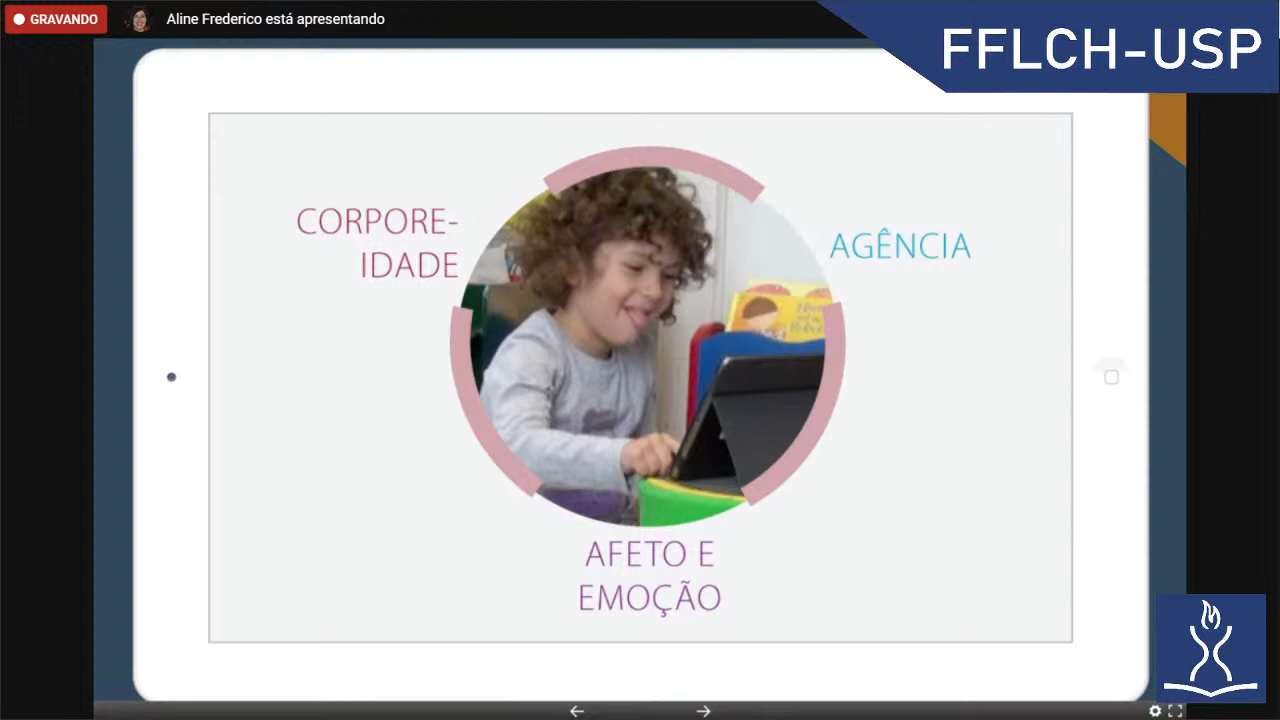 GRAVANDO
Aline Frederico está apresentando
FFLCH-USP
CORPORE-
IDADE
AGÊNCIA
AFETO E
EMOÇÃO